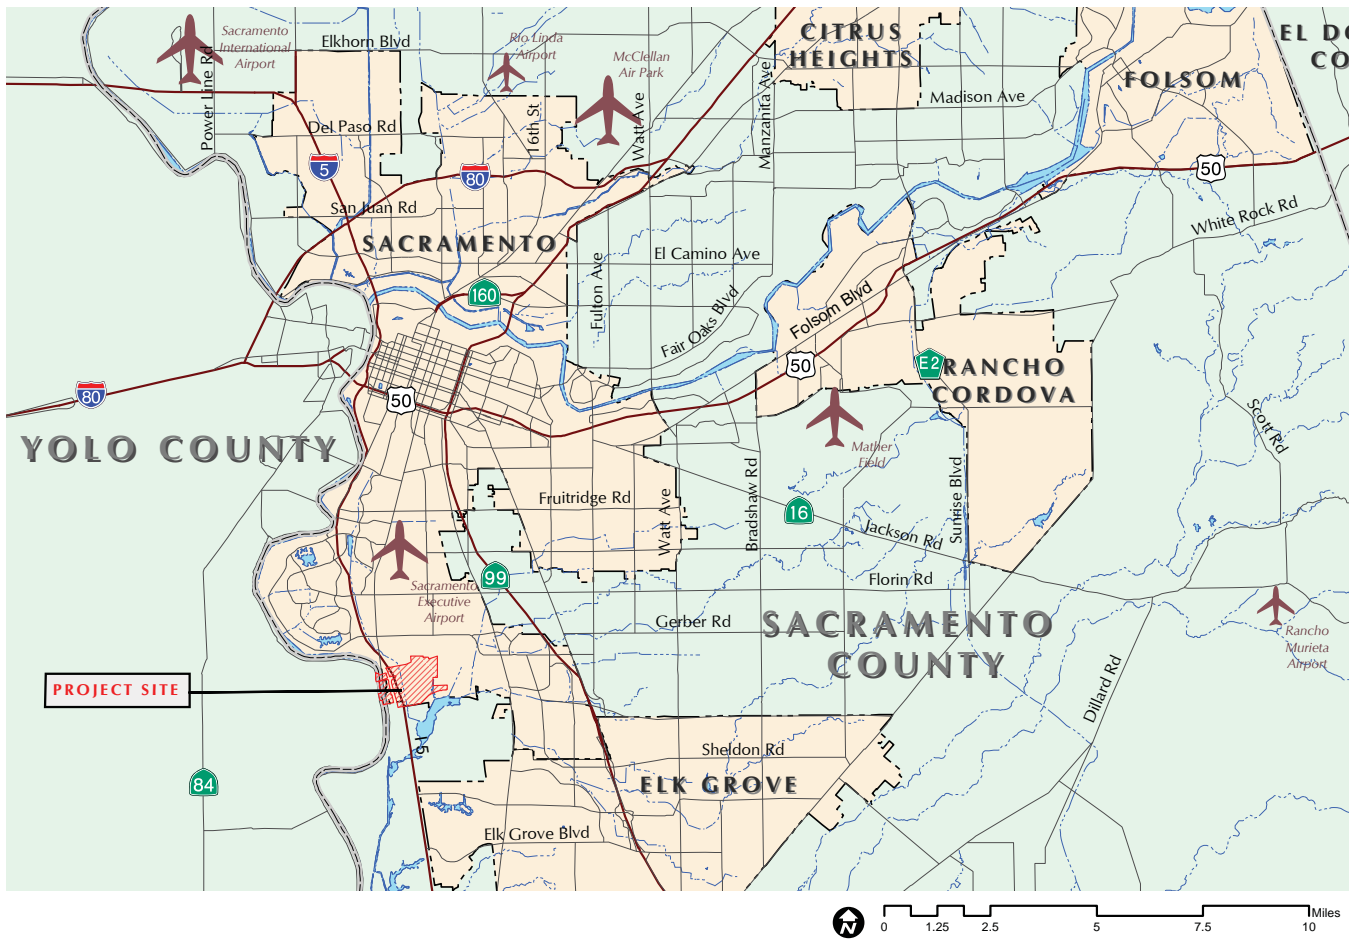 Sacramento
International
Airport
Power Line Rd
Elkhorn Blvd
Rio Linda
Airport
McClellan
Air Park
CITRUS
HEIGHTS
EL DO
CO
FOLSOM
Madison Ave
Manzanita Ave
Watt Ave
16th St
Del Paso Rd
5
80
50
San Juan Rd
SACRAMENTO
White Rock Rd
El Camino Ave
160
Fulton Ave
Fair Oaks Blvd
Folsom Blvd
50
E2
RANCHO
CORDOVA
80
50
YOLO COUNTY
Mather
Field
Scott Rd
Fruitridge Rd
Watt Ave
Bradshaw Rd
Sunrise Blvd
16
Jackson Rd
99
Florin Rd
Sacramento
Executive
Airport
Gerber Rd
SACRAMENTO
COUNTY
Rancho
Murieta
Airport
PROJECT SITE
Dillard Rd
I 5
Sheldon Rd
ELK GROVE
84
Elk Grove Blvd
N
0
1.25
2.5
5
7.5
10
Miles